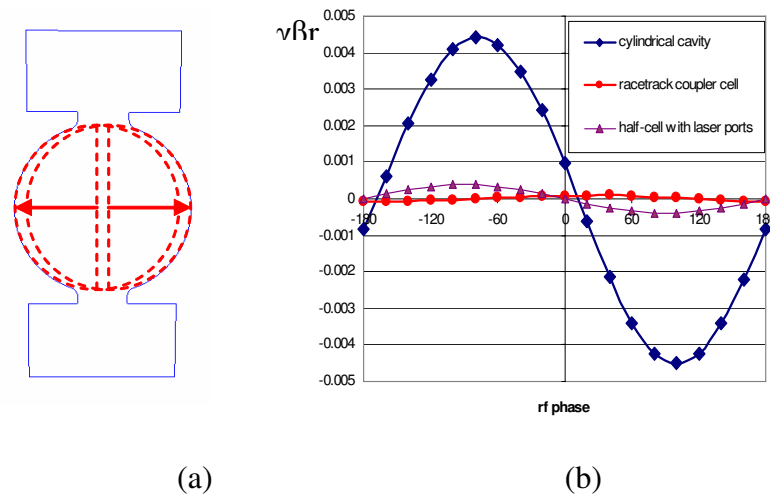 γβr
0.005
0.004
0.003
0.002
0.001
0
-0.001
-0.002
-0.003
-0.004
-0.005
-180 -120 -60 0 60 120 18
rf phase
cylindrical cavity
racetrack coupler cell
half-cell with laser ports
(a) (b)